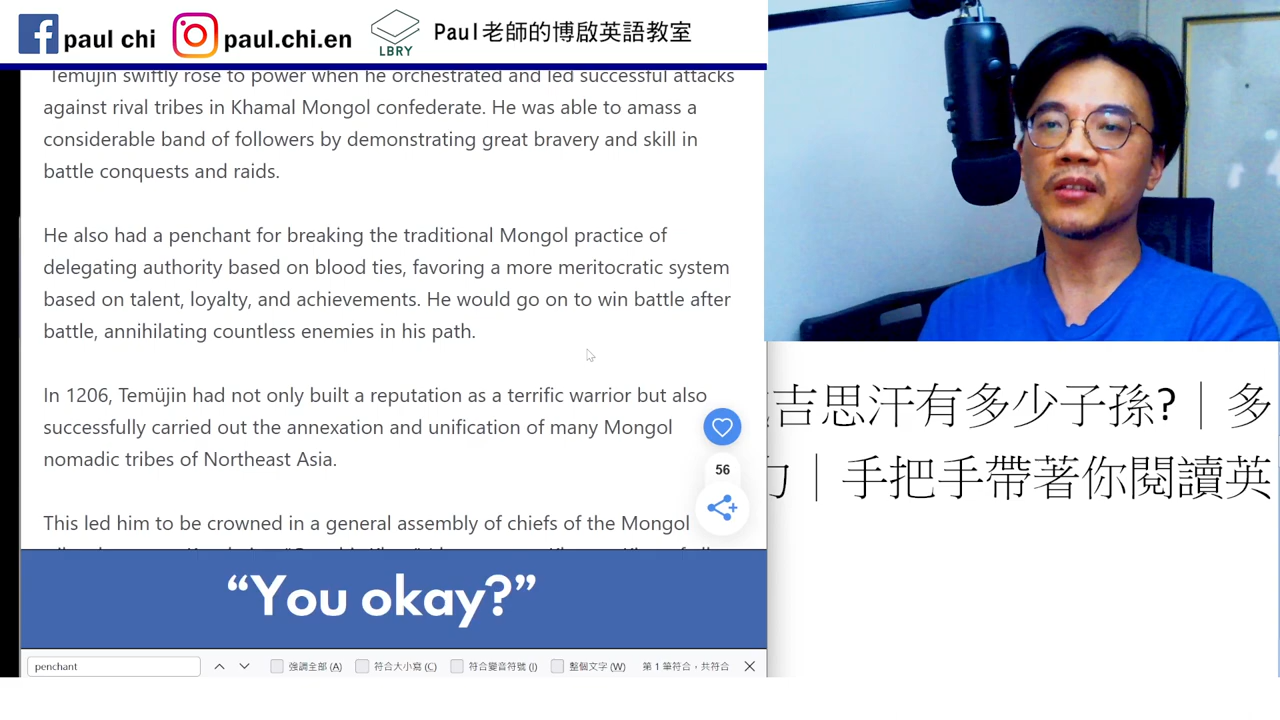 paul chi
paul.chi.en
LBRY
Paul老師的博啟英語教室
Temüjin swiftly rose to power when he orchestrated and led successful attacks
against rival tribes in Khamal Mongol confederate. He was able to amass a
considerable band of followers by demonstrating great bravery and skill in
battle conquests and raids.
He also had a penchant for breaking the traditional Mongol practice of
delegating authority based on blood ties, favoring a more meritocratic system
based on talent, loyalty, and achievements. He would go on to win battle after
battle, annihilating countless enemies in his path.
In 1206, Temüjin had not only built a reputation as a terrific warrior but also
successfully carried out the annexation and unification of many Mongol
nomadic tribes of Northeast Asia.
56
This led him to be crowned in a general assembly of chiefs of the Mongol
“You okay?”
penchant
強調全部 (A)
符合大小寫 (C)
符合變音符號 (I)
整個文字 (W)
第 1 筆符合，共符合
吉思汗有多少子孫?｜多
力｜手把手帶著你閱讀英